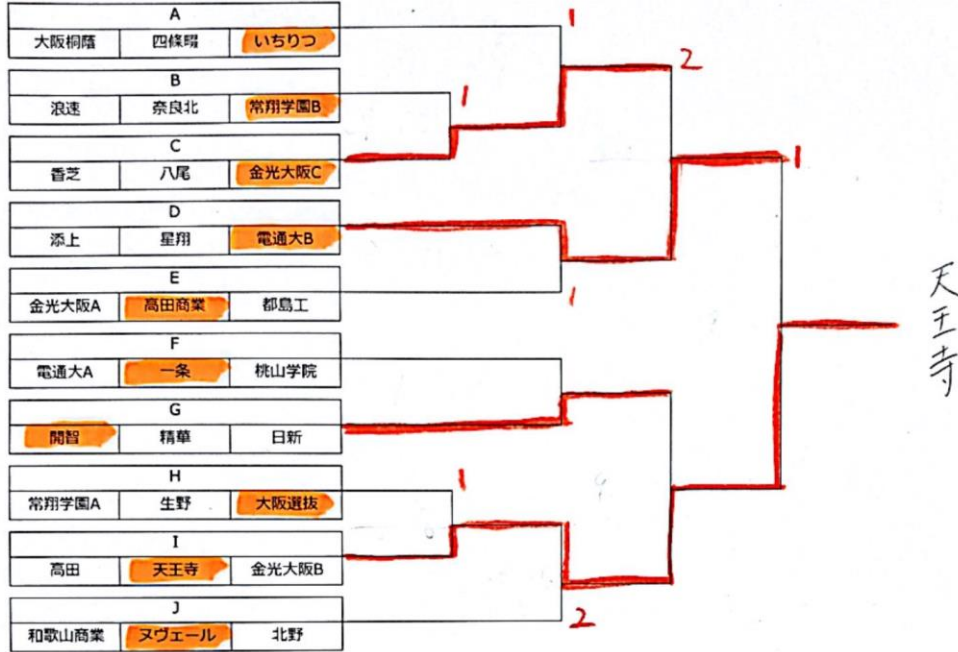 A
大阪桐蔭 四條畷 いちりつ
1
2
B
浪速 奈良北 常翔学園B
1
C
香芝 八尾 金光大阪C
1
D
添上 星翔 電通大B
E
金光大阪A 高田商業 都島工
1
天王寺
F
電通大A 一条 桃山学院
G
開智 精華 日新
H
常翔学園A 生野 大阪選抜
1
I
高田 天王寺 金光大阪B
J
和歌山商業 ヌヴェール 北野
2